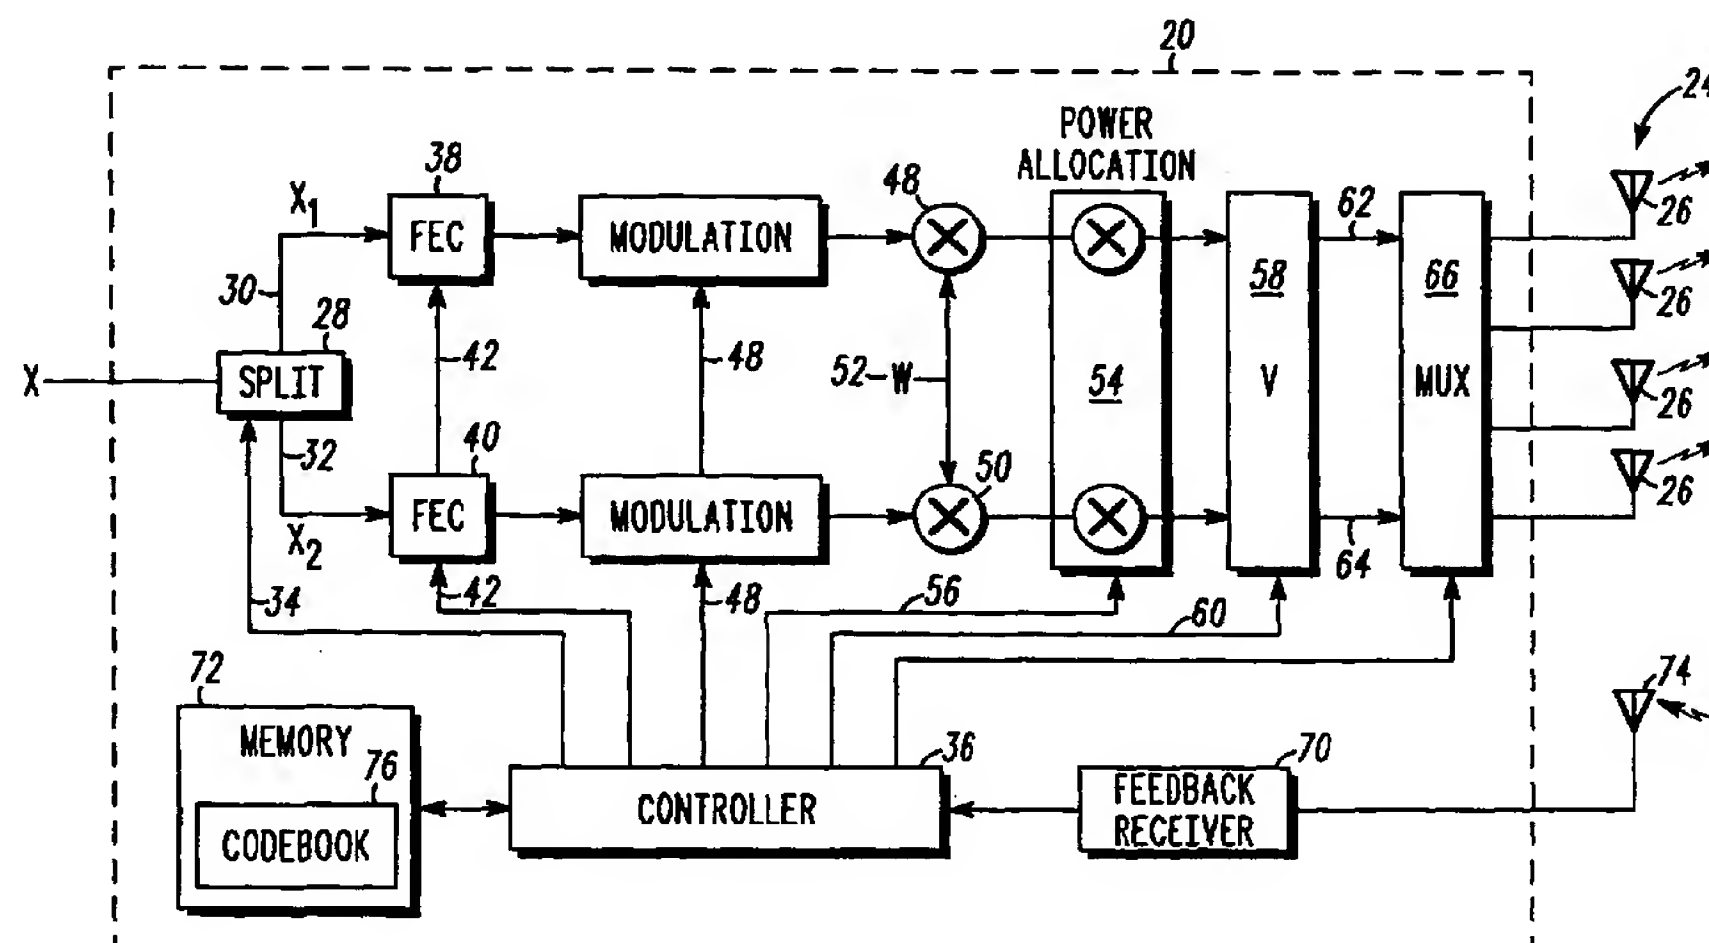 20
24
POWER
ALLOCATION
38
48
X1
FEC
MODULATION
62
26
30
28
58
66
26
X
SPLIT
42
48
52
W
54
V
MUX
26
32
40
50
26
X2
FEC
MODULATION
64
34
42
48
56
60
72
74
MEMORY
36
70
76
CODEBOOK
CONTROLLER
FEEDBACK
RECEIVER